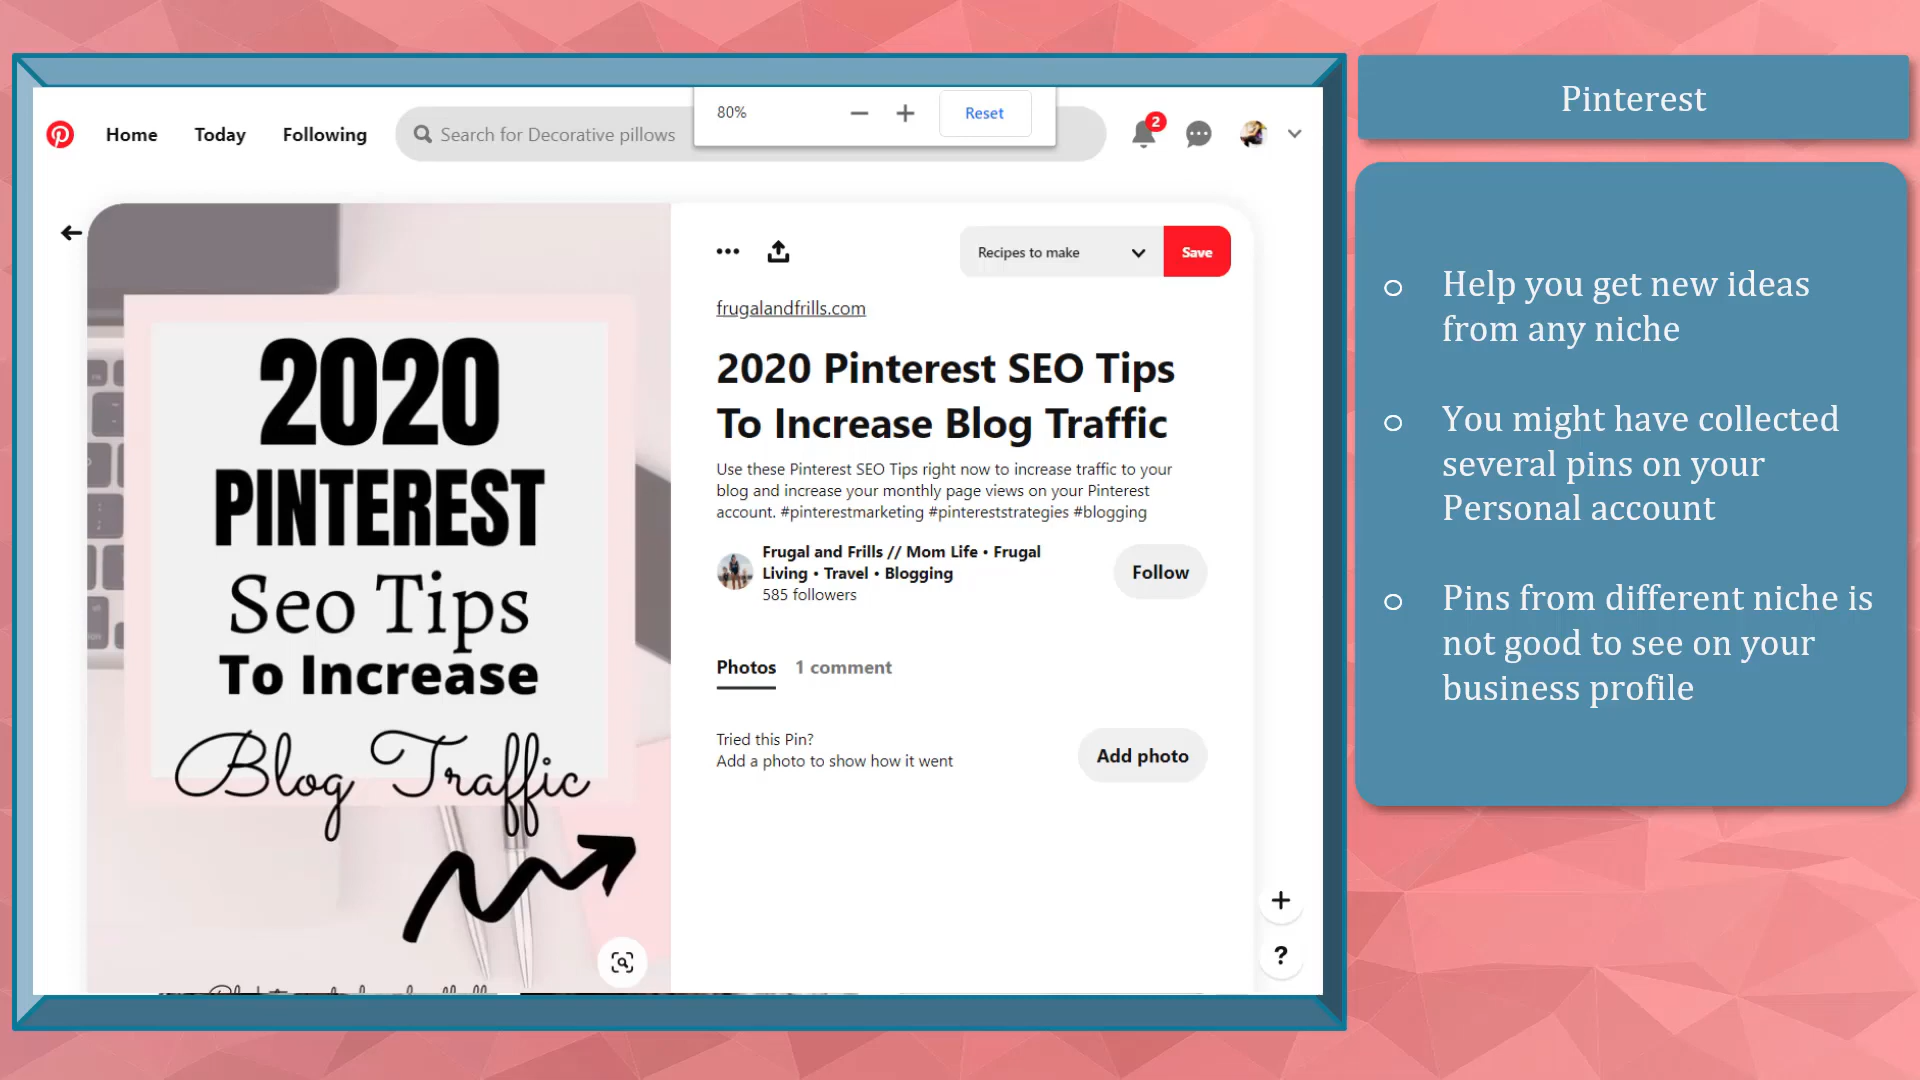 Home
Today
Following
Search for Decorative pillows
80%
Reset
2
Recipes to make
Save
frugalandfrills.com
2020 Pinterest SEO Tips
To Increase Blog Traffic
Use these Pinterest SEO Tips right now to increase traffic to your
blog and increase your monthly page views on your Pinterest
account. #pinterestmarketing #pintereststrategies #blogging
Frugal and Frills // Mom Life • Frugal
Living • Travel • Blogging
585 followers
Follow
Photos
1 comment
Tried this Pin?
Add a photo to show how it went
Add photo
2020
PINTEREST
Seo Tips
To Increase
Blog Traffic
+
?
Pinterest
Help you get new ideas
from any niche
You might have collected
several pins on your
Personal account
Pins from different niche is
not good to see on your
business profile